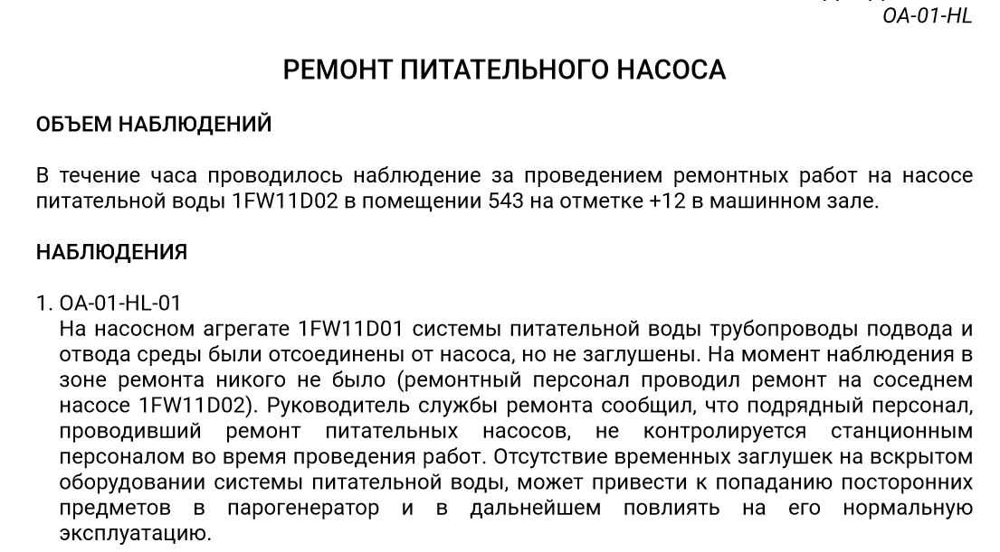 OA-01-HL
РЕМОНТ ПИТАТЕЛЬНОГО НАСОСА
ОБЪЕМ НАБЛЮДЕНИЙ
В течение часа проводилось наблюдение за проведением ремонтных работ на насосе
питательной воды 1FW11D02 в помещении 543 на отметке +12 в машинном зале.
НАБЛЮДЕНИЯ
1. OA-01-HL-01
На насосном агрегате 1FW11D01 системы питательной воды трубопроводы подвода и
отвода среды были отсоединены от насоса, но не заглушены. На момент наблюдения в
зоне ремонта никого не было (ремонтный персонал проводил ремонт на соседнем
насосе 1FW11D02). Руководитель службы ремонта сообщил, что подрядный персонал,
проводивший ремонт питательных насосов, не контролируется станционным
персоналом во время проведения работ. Отсутствие временных заглушек на вскрытом
оборудовании системы питательной воды, может привести к попаданию посторонних
предметов в парогенератор и в дальнейшем повлиять на его нормальную
эксплуатацию.